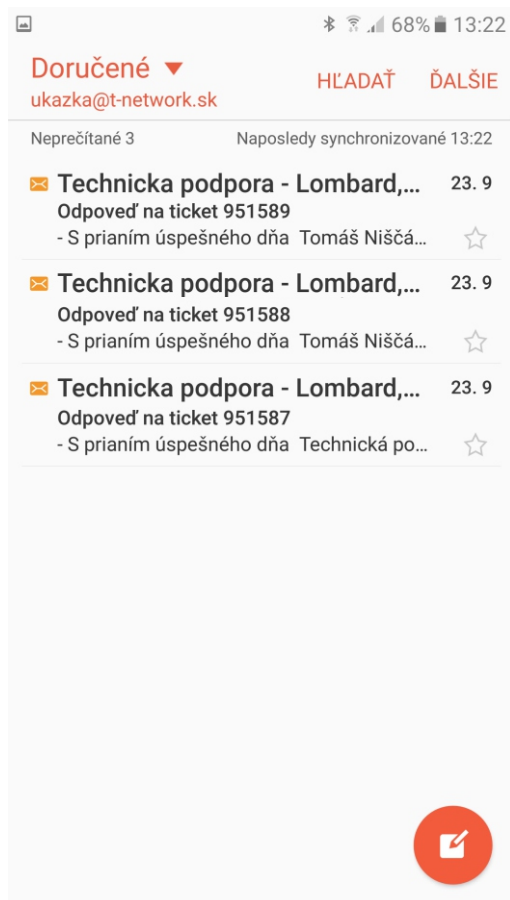 68% 13:22
Doručené
HĽADAŤ ĎALŠIE
ukazka@t-network.sk
Neprečítané 3 Naposledy synchronizované 13:22
Technicka podpora - Lombard,... 23. 9
Odpoveď na ticket 951589
- S prianím úspešného dňa Tomáš Niščá...
Technicka podpora - Lombard,... 23. 9
Odpoveď na ticket 951588
- S prianím úspešného dňa Tomáš Niščá...
Technicka podpora - Lombard,... 23. 9
Odpoveď na ticket 951587
- S prianím úspešného dňa Technická po...